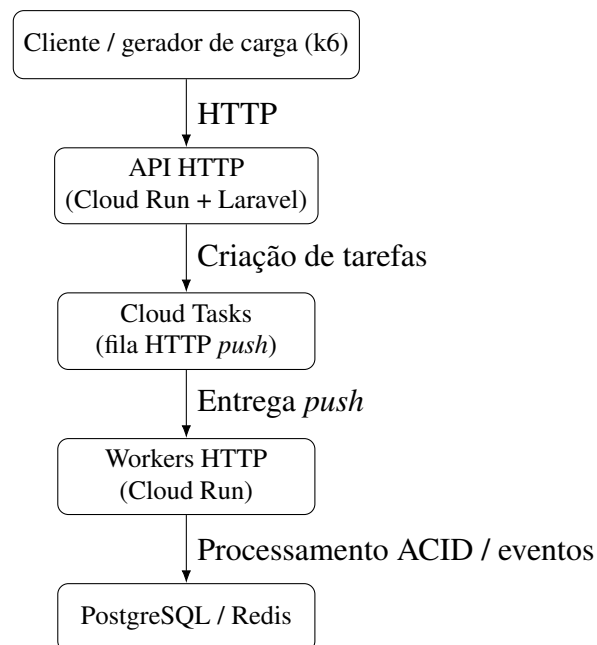 Cliente / gerador de carga (k6)
HTTP
API HTTP
(Cloud Run + Laravel)
Criação de tarefas
Cloud Tasks
(fila HTTP push)
Entrega push
Workers HTTP
(Cloud Run)
Processamento ACID / eventos
PostgreSQL / Redis